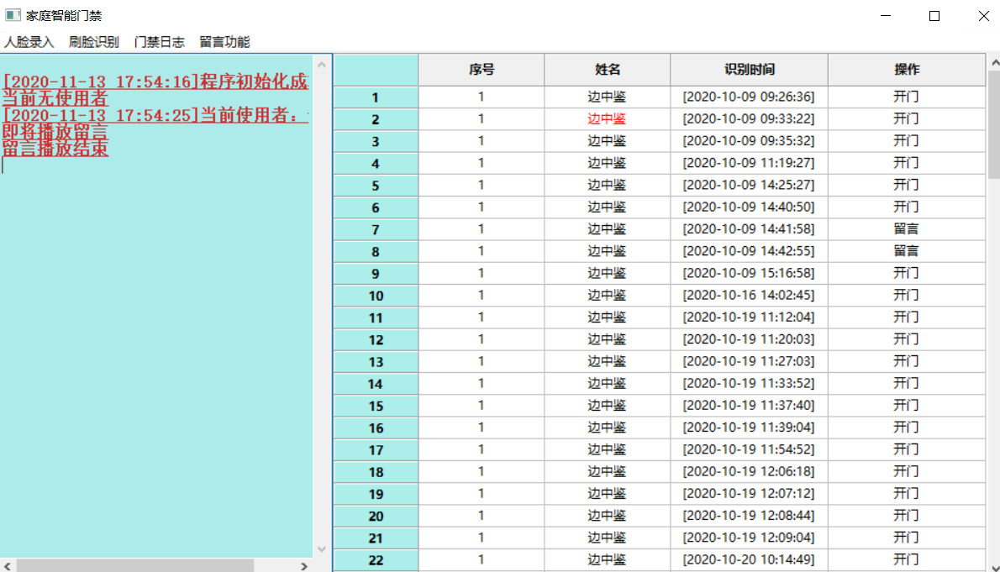 家庭智能门禁
人脸录入 刷脸识别 门禁日志 留言功能
[2020-11-13 17:54:16]程序初始化成
当前无使用者
[2020-11-13 17:54:25]当前使用者：
即将播放留言
留言播放结束
序号 姓名 识别时间 操作
1 1 边中鉴 [2020-10-09 09:26:36] 开门
2 1 边中鉴 [2020-10-09 09:33:22] 开门
3 1 边中鉴 [2020-10-09 09:35:32] 开门
4 1 边中鉴 [2020-10-09 11:19:27] 开门
5 1 边中鉴 [2020-10-09 14:25:27] 开门
6 1 边中鉴 [2020-10-09 14:40:50] 开门
7 1 边中鉴 [2020-10-09 14:41:58] 留言
8 1 边中鉴 [2020-10-09 14:42:55] 留言
9 1 边中鉴 [2020-10-09 15:16:58] 开门
10 1 边中鉴 [2020-10-16 14:02:45] 开门
11 1 边中鉴 [2020-10-19 11:12:04] 开门
12 1 边中鉴 [2020-10-19 11:20:03] 开门
13 1 边中鉴 [2020-10-19 11:27:03] 开门
14 1 边中鉴 [2020-10-19 11:33:52] 开门
15 1 边中鉴 [2020-10-19 11:37:40] 开门
16 1 边中鉴 [2020-10-19 11:39:04] 开门
17 1 边中鉴 [2020-10-19 11:54:52] 开门
18 1 边中鉴 [2020-10-19 12:06:18] 开门
19 1 边中鉴 [2020-10-19 12:07:12] 开门
20 1 边中鉴 [2020-10-19 12:08:44] 开门
21 1 边中鉴 [2020-10-19 12:09:04] 开门
22 1 边中鉴 [2020-10-20 10:14:49] 开门